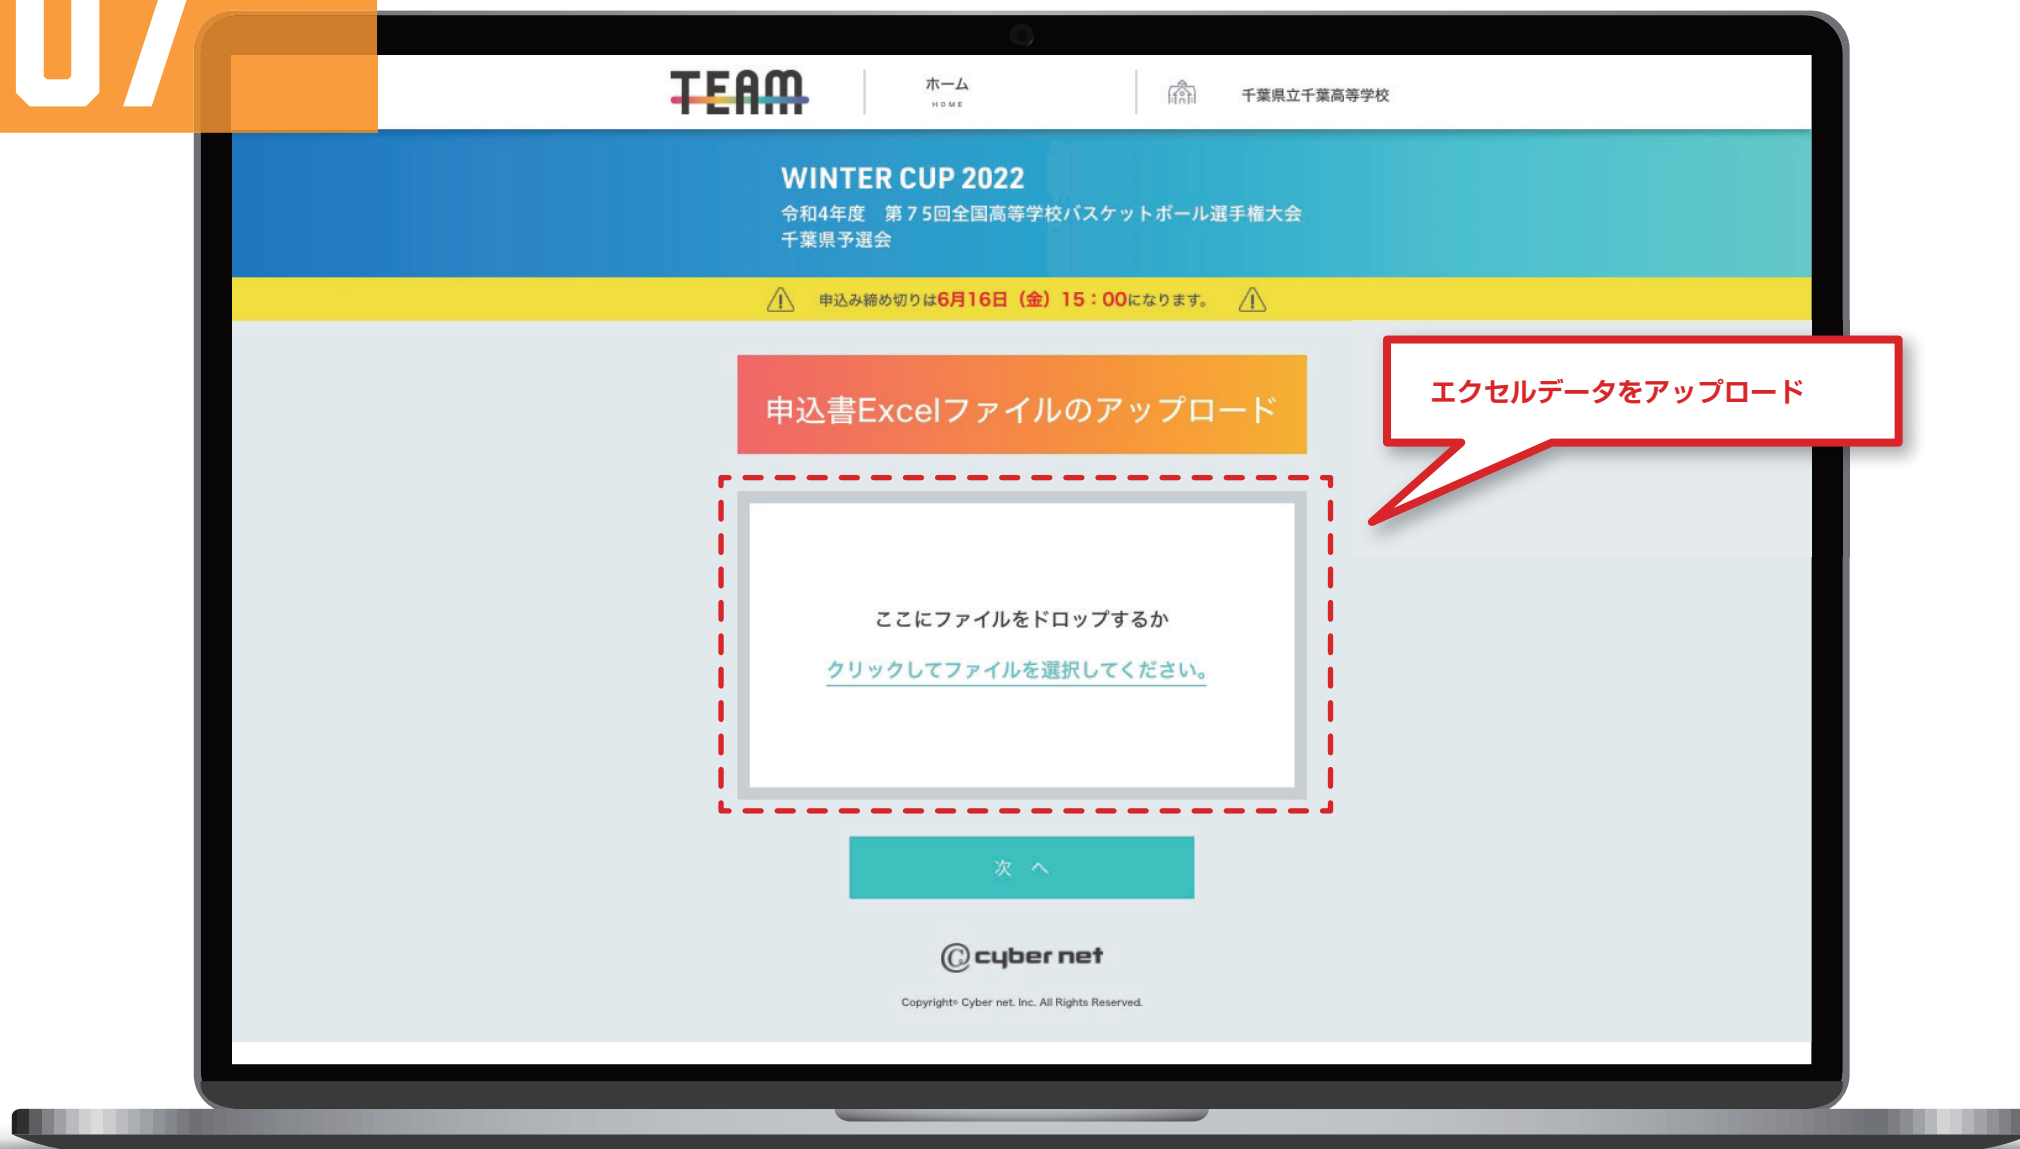 07
TEAM
ホーム
HOME
千葉県立千葉高等学校
WINTER CUP 2022
令和4年度　第７５回全国高等学校バスケットボール選手権大会
千葉県予選会
申込み締め切りは6月16日（金）15：00になります。
申込書Excelファイルのアップロード
エクセルデータをアップロード
ここにファイルをドロップするか
クリックしてファイルを選択してください。
次 へ
cyber net
Copyright© Cyber net. Inc. All Rights Reserved.